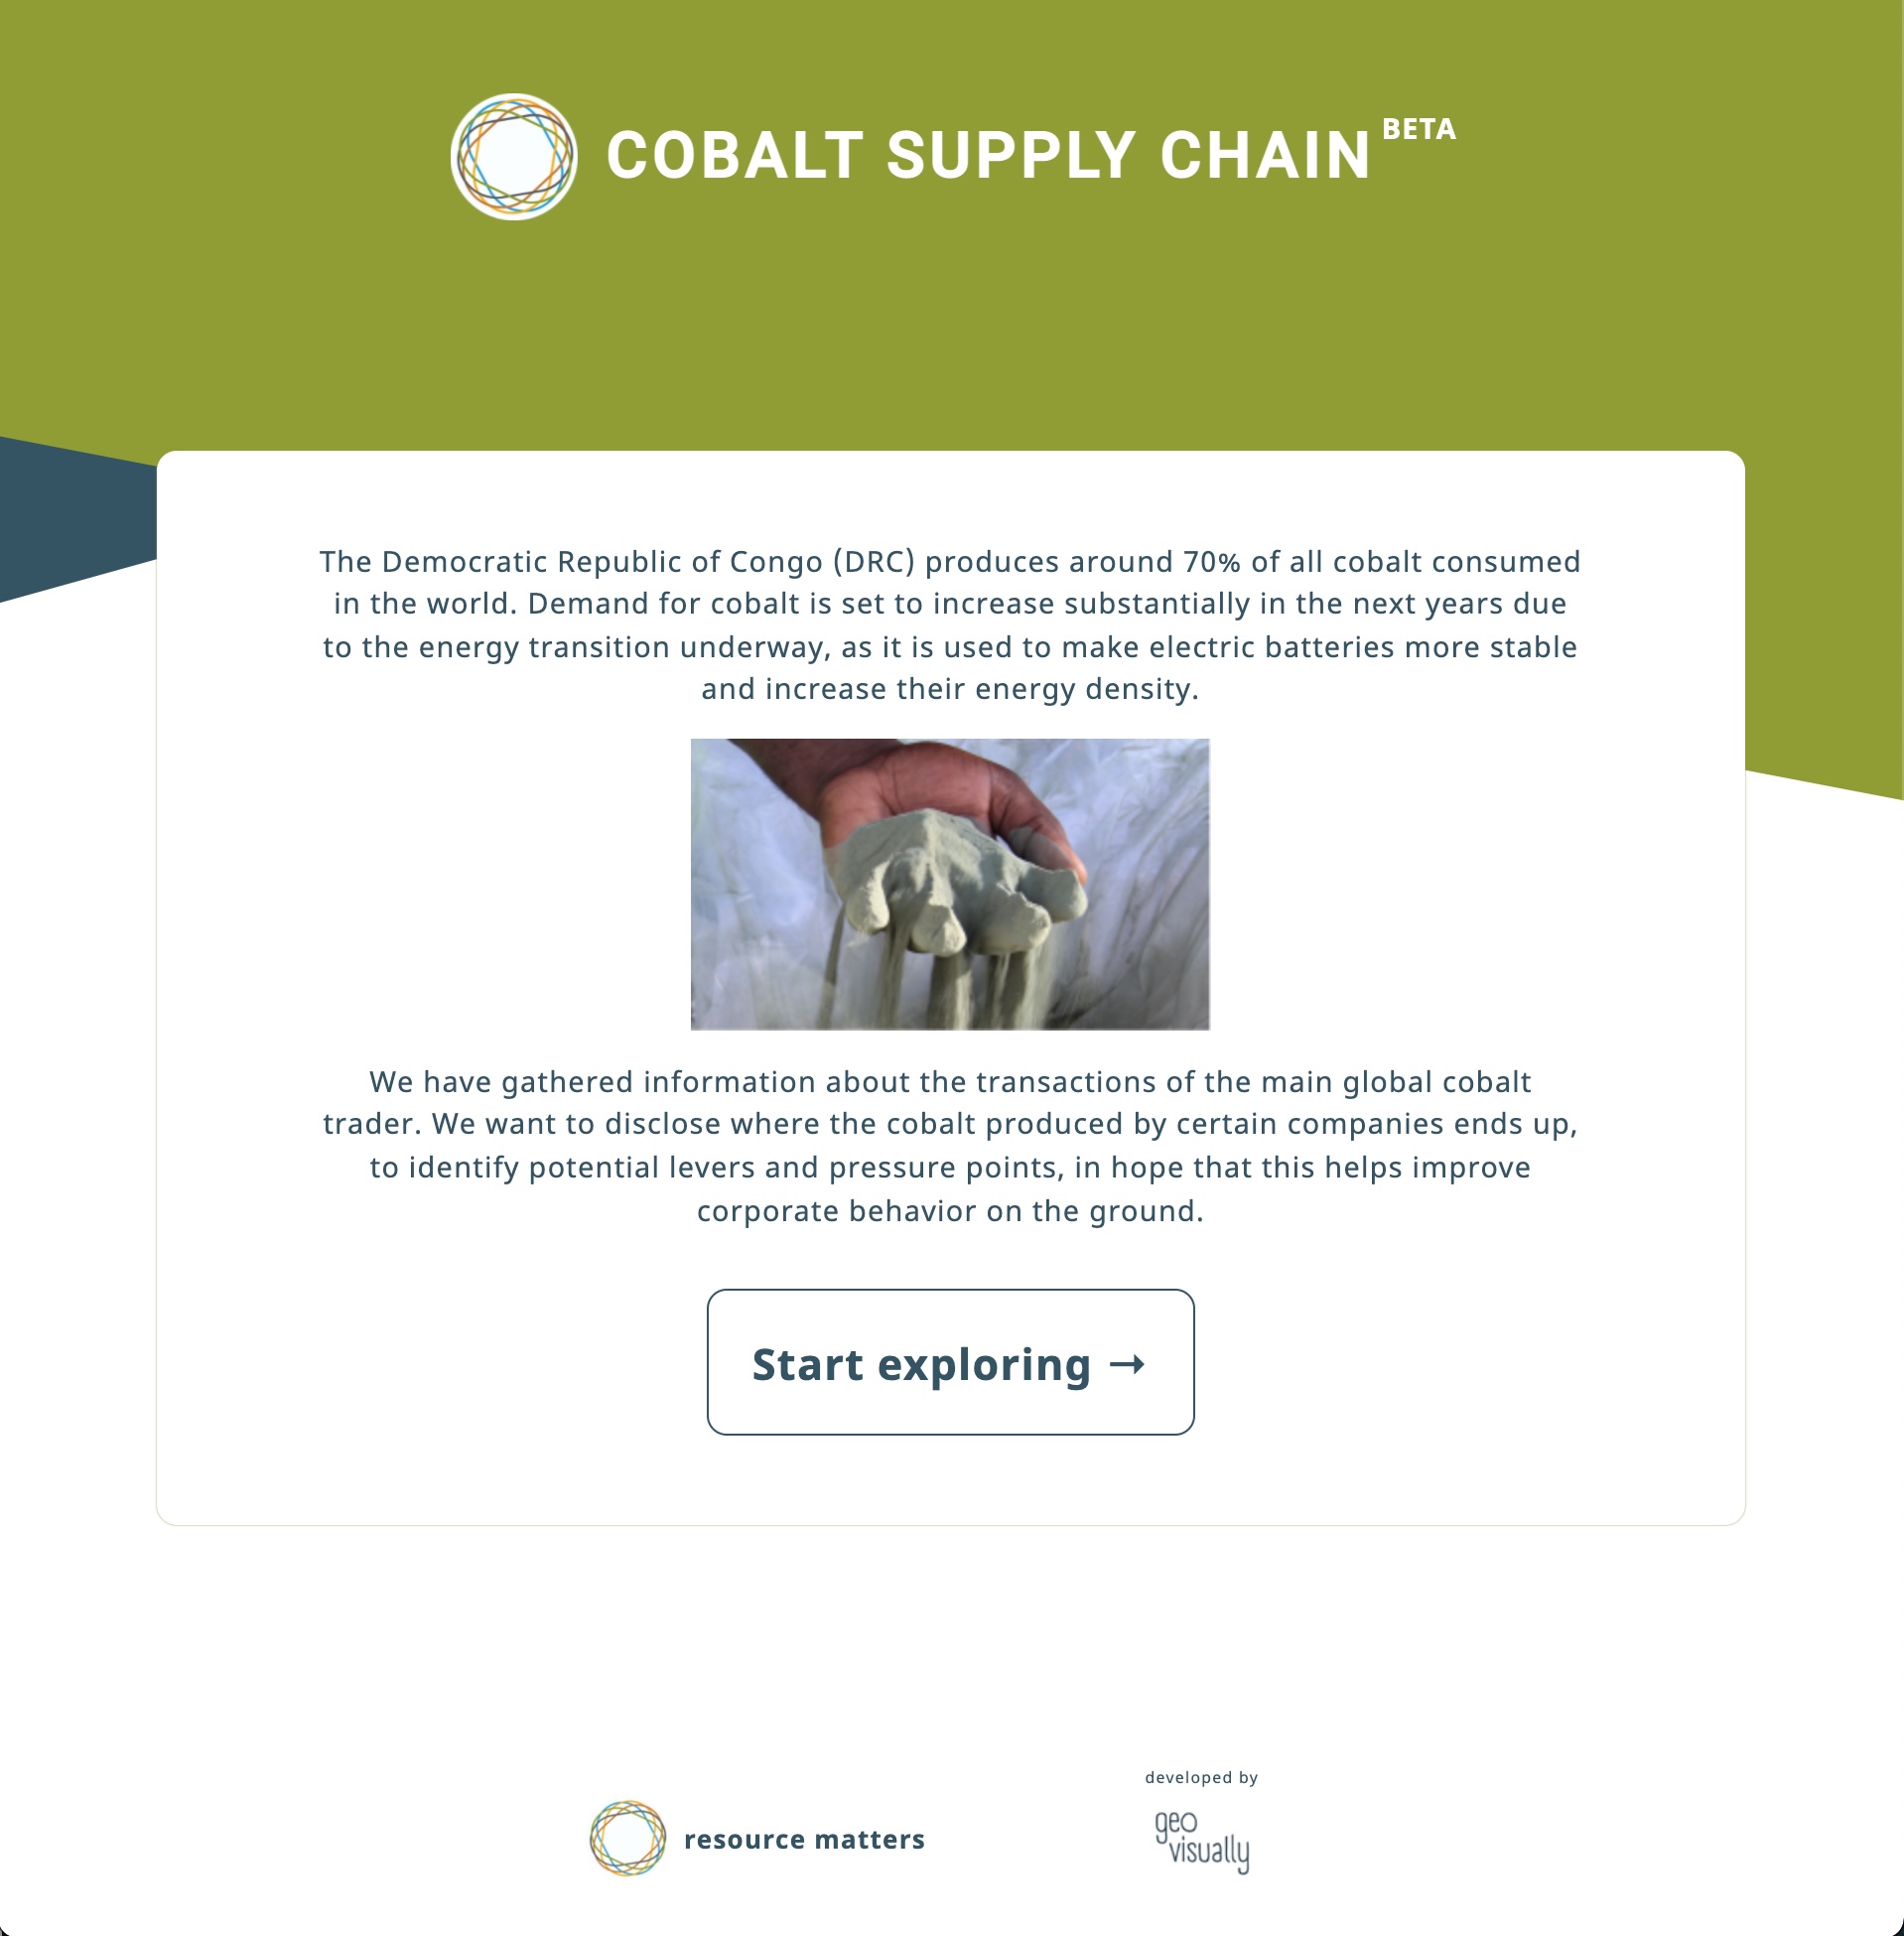 COBALT SUPPLY CHAIN BETA
The Democratic Republic of Congo (DRC) produces around 70% of all cobalt consumed
in the world. Demand for cobalt is set to increase substantially in the next years due
to the energy transition underway, as it is used to make electric batteries more stable
and increase their energy density.
We have gathered information about the transactions of the main global cobalt
trader. We want to disclose where the cobalt produced by certain companies ends up,
to identify potential levers and pressure points, in hope that this helps improve
corporate behavior on the ground.
Start exploring →
resource matters
developed by
geo
visually